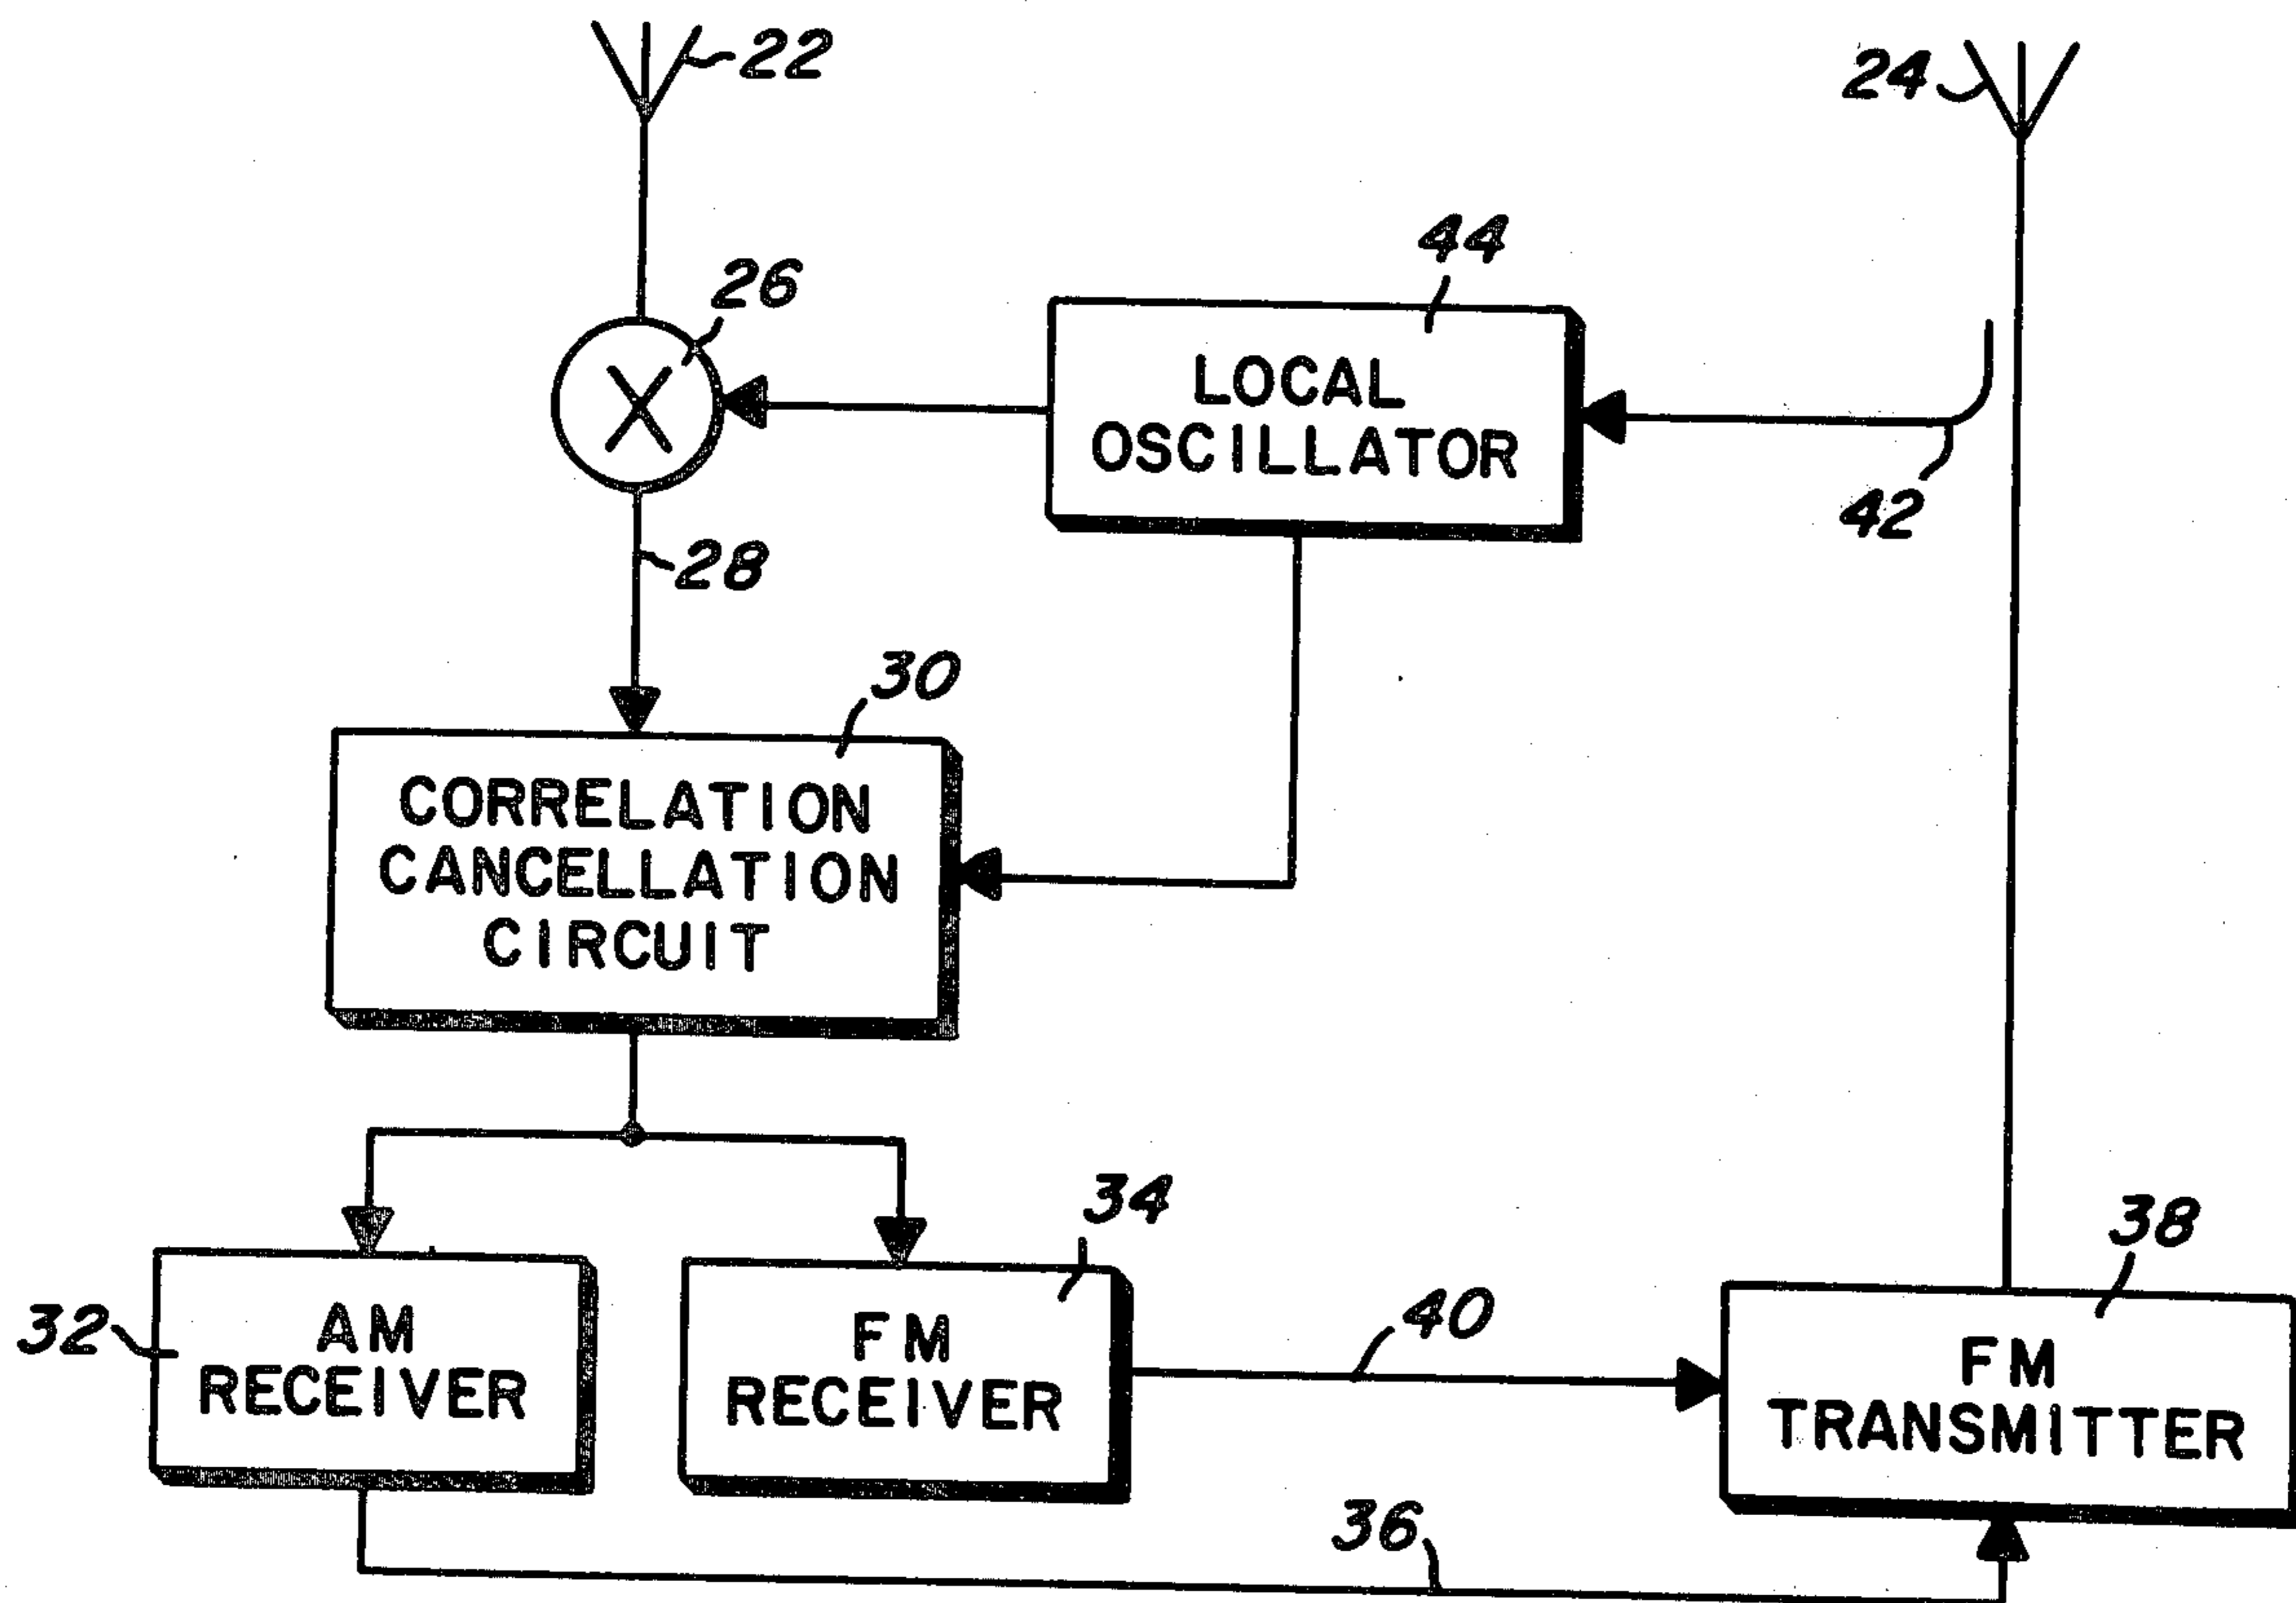 22
24
26
44
LOCAL
OSCILLATOR
X
42
28
30
CORRELATION
CANCELLATION
CIRCUIT
34
38
32
AM
RECEIVER
FM
RECEIVER
40
FM
TRANSMITTER
36